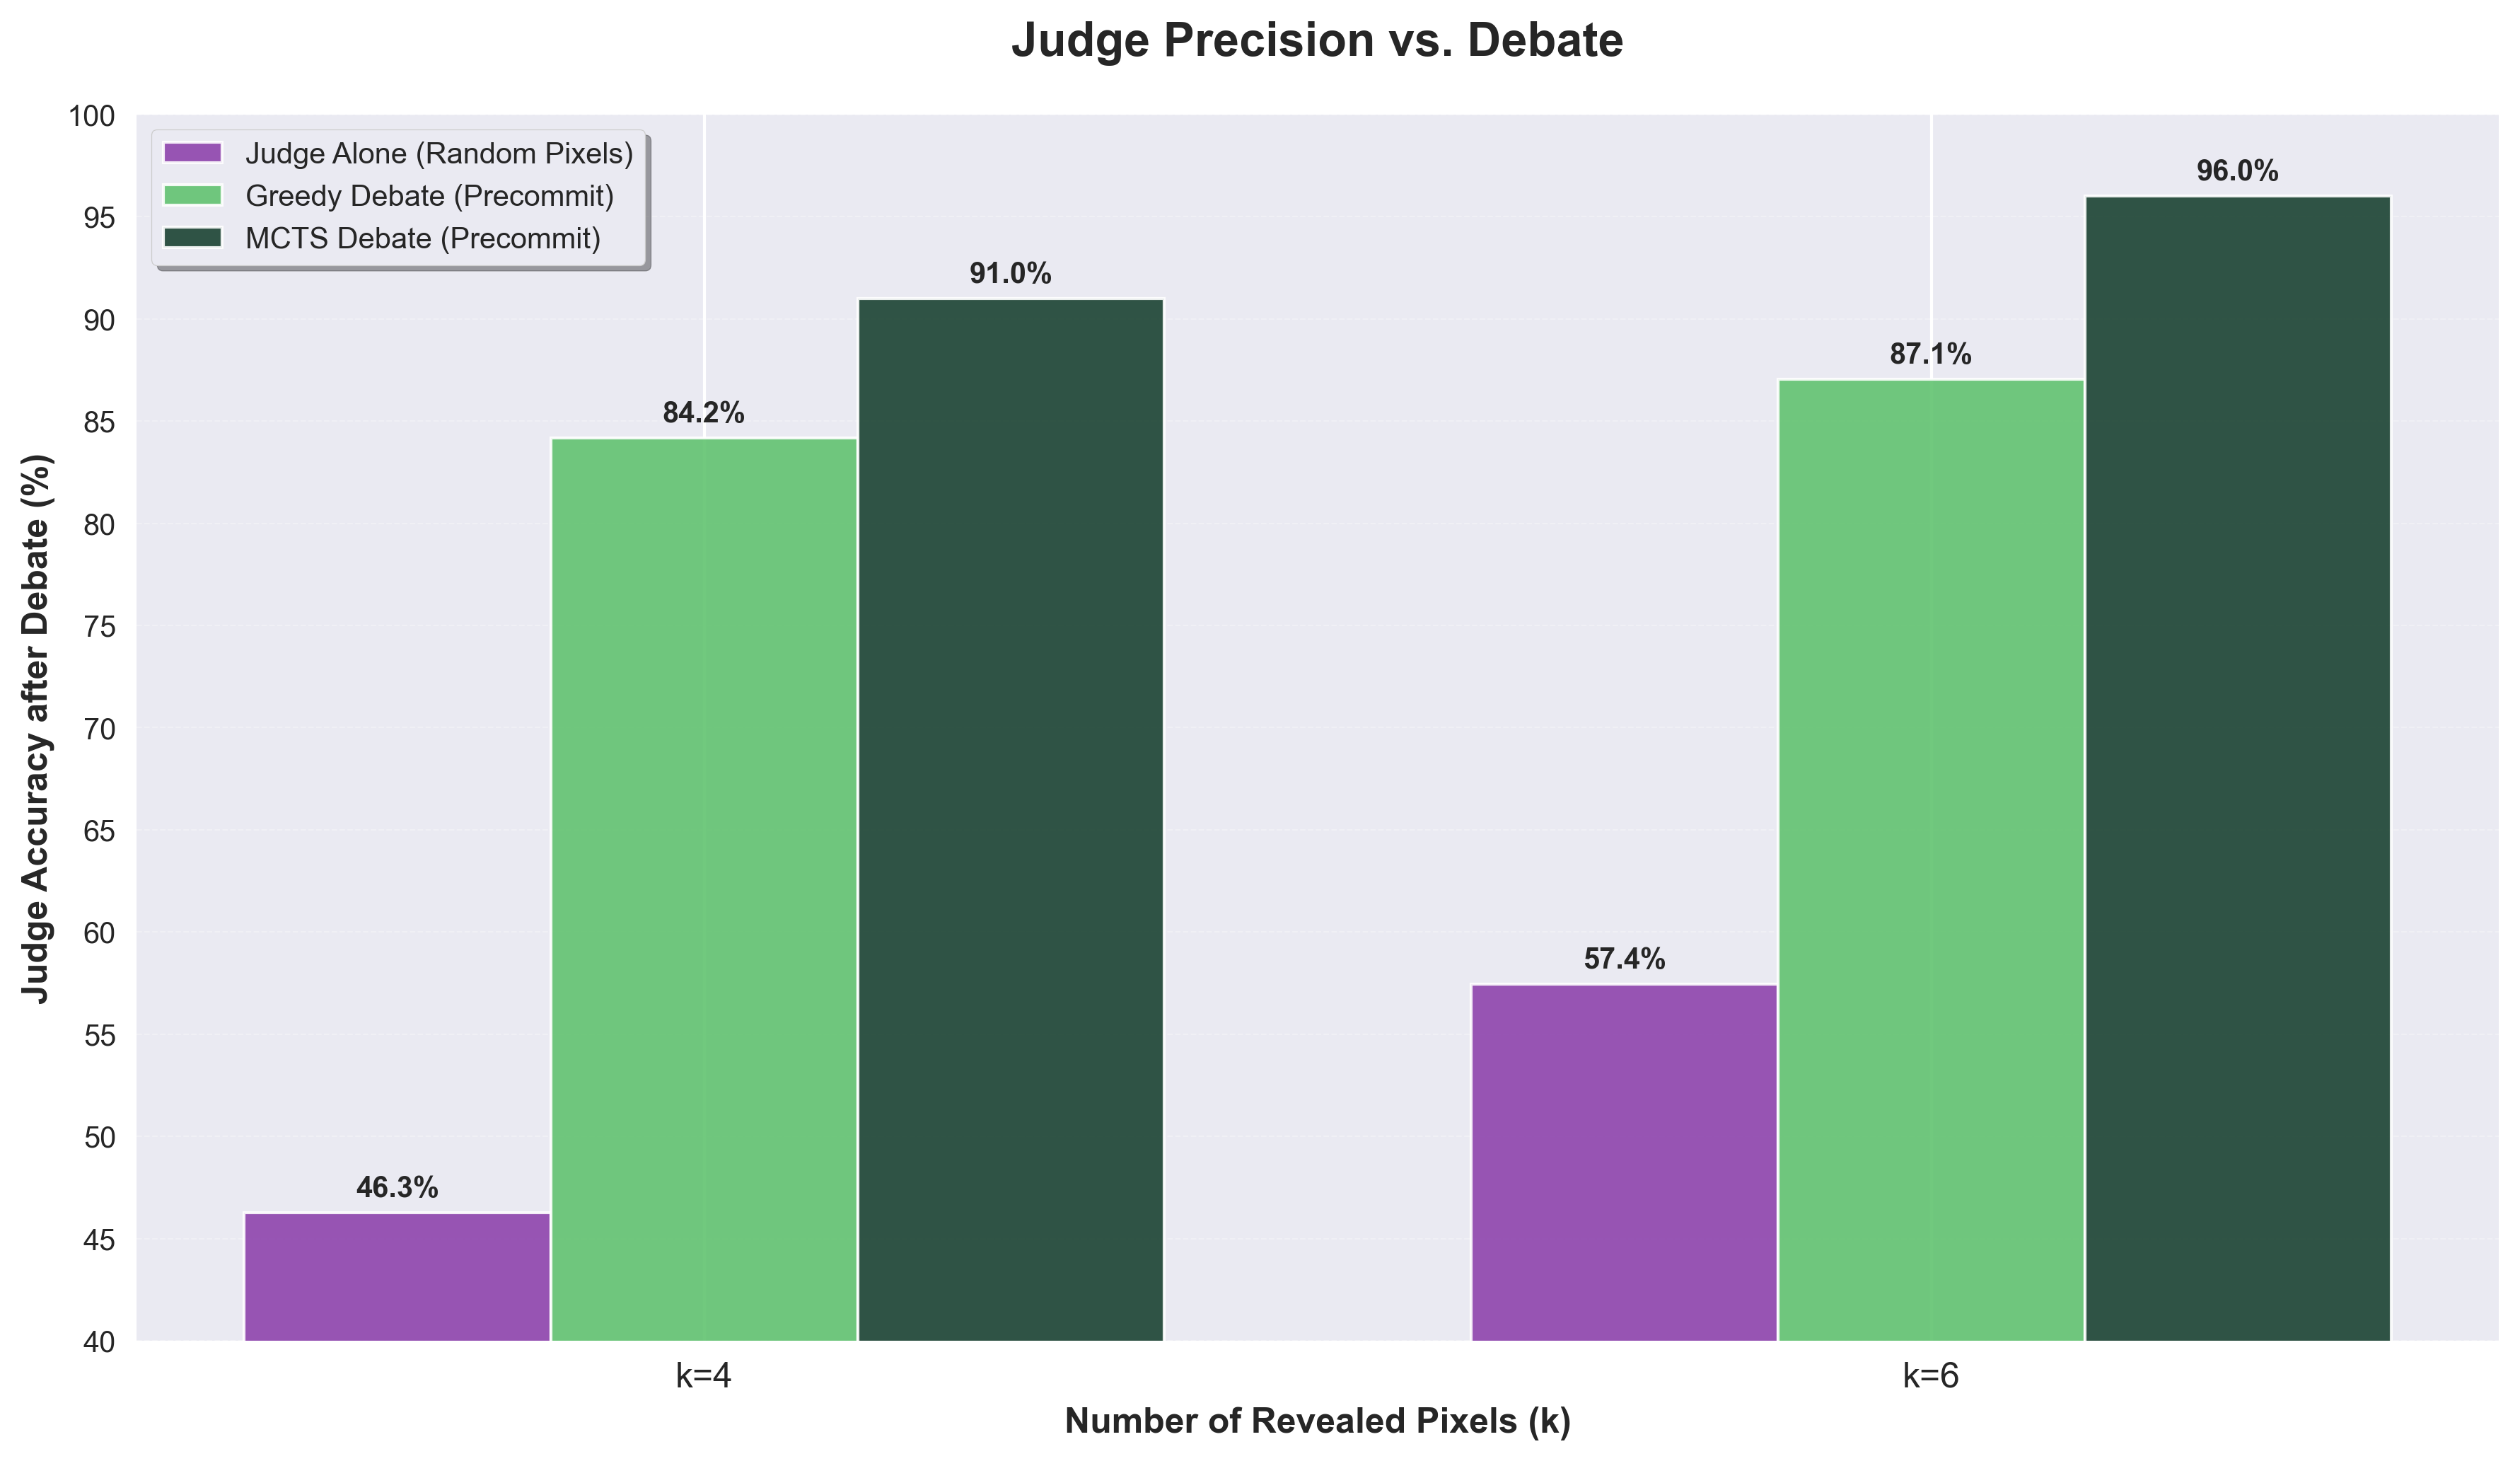 Judge Precision vs. Debate
Judge Alone (Random Pixels)
Greedy Debate (Precommit)
MCTS Debate (Precommit)
Judge Accuracy after Debate (%)
100
95
90
85
80
75
70
65
60
55
50
45
40
46.3%
84.2%
91.0%
57.4%
87.1%
96.0%
k=4
k=6
Number of Revealed Pixels (k)